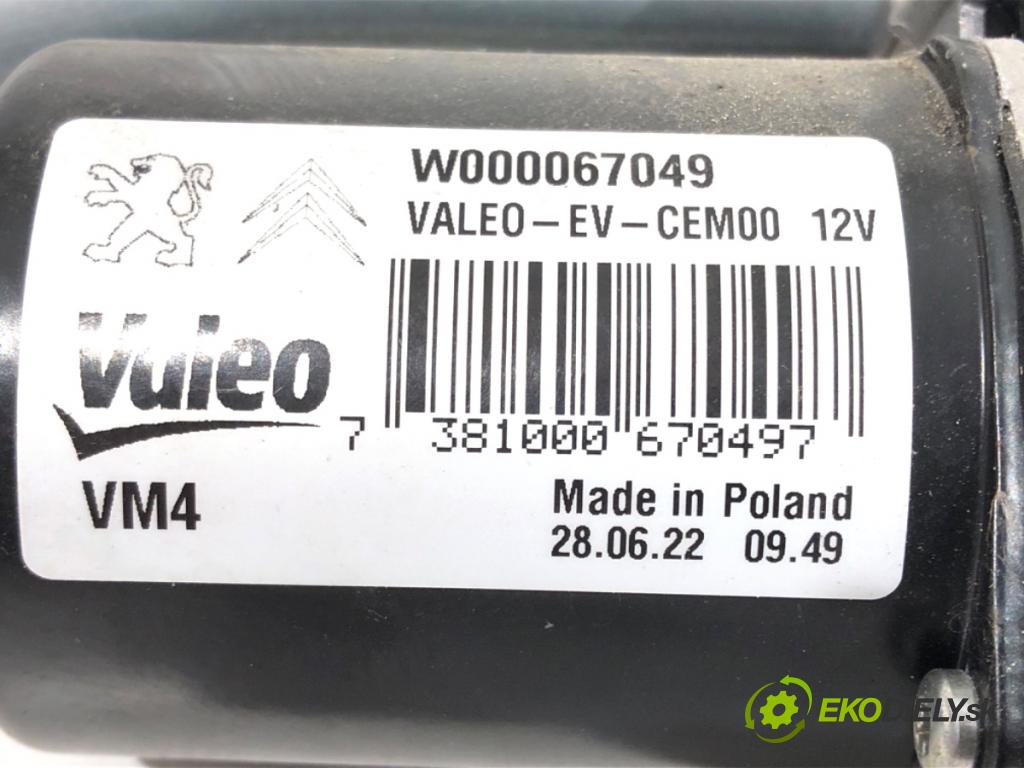 W000067049
VALEO-EV-CEM00 12V
Valeo
7 381000 670497
VM4
Made in Poland
28.06.22 09.49
EKODIELY.sk